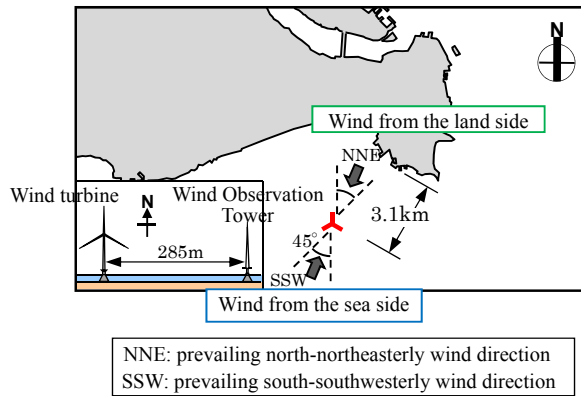 N
Wind from the land side
NNE
Wind turbine
N
Wind Observation
Tower
3.1km
285m
45°
SSW
Wind from the sea side
NNE: prevailing north-northeasterly wind direction
SSW: prevailing south-southwesterly wind direction